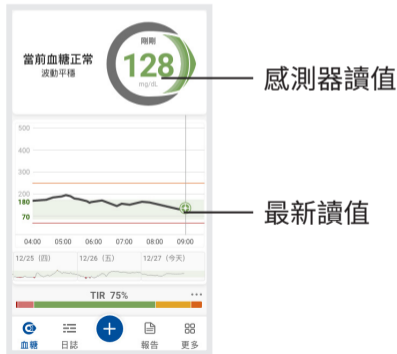 剛剛
當前血糖正常
波動平穩
128
mg/dL
感測器讀值
500
400
300
200
180
70
最新讀值
04:00 05:00 06:00 07:00 08:00 09:00
12/25（四） 12/26（五） 12/27（今天）
TIR 75%
血糖 日誌 報告 更多